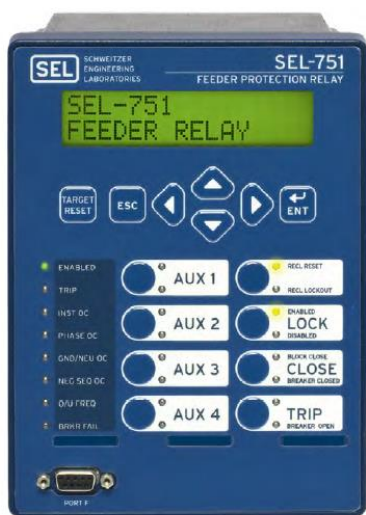 SEL
SCHWEITZER
ENGINEERING
LABORATORIES
SEL-751
FEEDER PROTECTION RELAY
SEL-751
FEEDER RELAY
TARGET
RESET
ESC
ENT
ENABLED
TRIP
INST OC
PHASE OC
GND/NEU OC
NEG SEQ OC
O/U FREQ
BRKR FAIL
AUX 1
AUX 2
AUX 3
AUX 4
RECL RESET
RECL LOCKOUT
ENABLED
LOCK
DISABLED
BLOCK CLOSE
CLOSE
BREAKER CLOSED
TRIP
BREAKER OPEN
PORT F